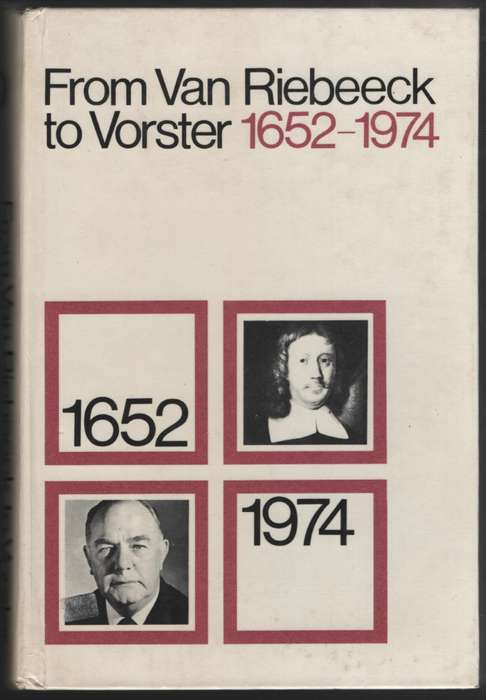 From Van Riebeeck
to Vorster 1652-1974
1652
1974